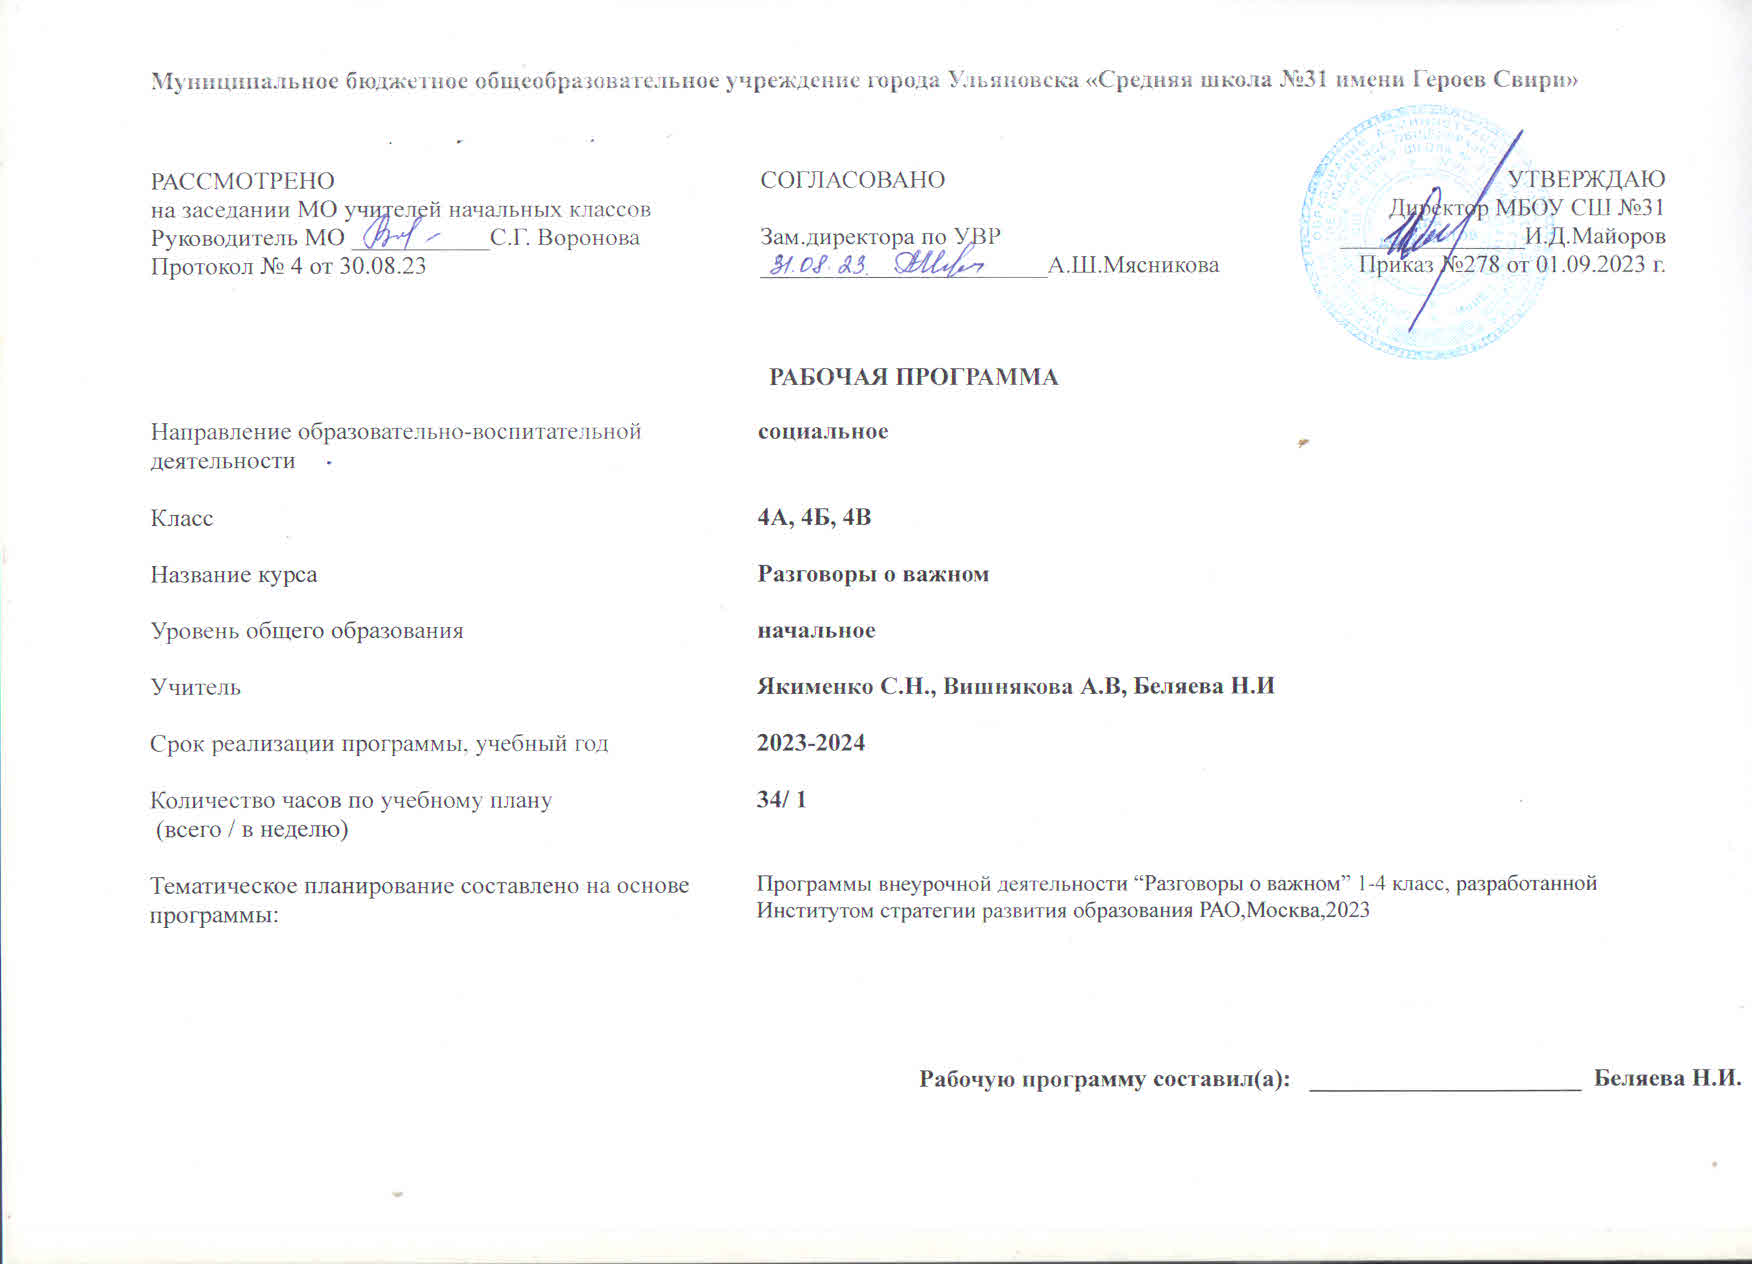 Муниципальное бюджетное общеобразовательное учреждение города Ульяновска «Средняя школа №31 имени Героев Свири»
РАССМОТРЕНО
на заседании МО учителей начальных классов
Руководитель МО ___________С.Г. Воронова
Протокол № 4 от 30.08.23
СОГЛАСОВАНО
Зам.директора по УВР
31.08.23 _______________________А.Ш.Мясникова
УТВЕРЖДАЮ
Директор МБОУ СШ №31
_______________И.Д.Майоров
Приказ №278 от 01.09.2023 г.
РАБОЧАЯ ПРОГРАММА
Направление образовательно-воспитательной социальное
деятельности
Класс 4А, 4Б, 4В
Название курса Разговоры о важном
Уровень общего образования начальное
Учитель Якименко С.Н., Вишнякова А.В, Беляева Н.И
Срок реализации программы, учебный год 2023-2024
Количество часов по учебному плану 34/ 1
(всего / в неделю)
Тематическое планирование составлено на основе
программы:
Программы внеурочной деятельности “Разговоры о важном” 1-4 класс, разработанной
Институтом стратегии развития образования РАО,Москва,2023
Рабочую программу составил(а): _____________________ Беляева Н.И.